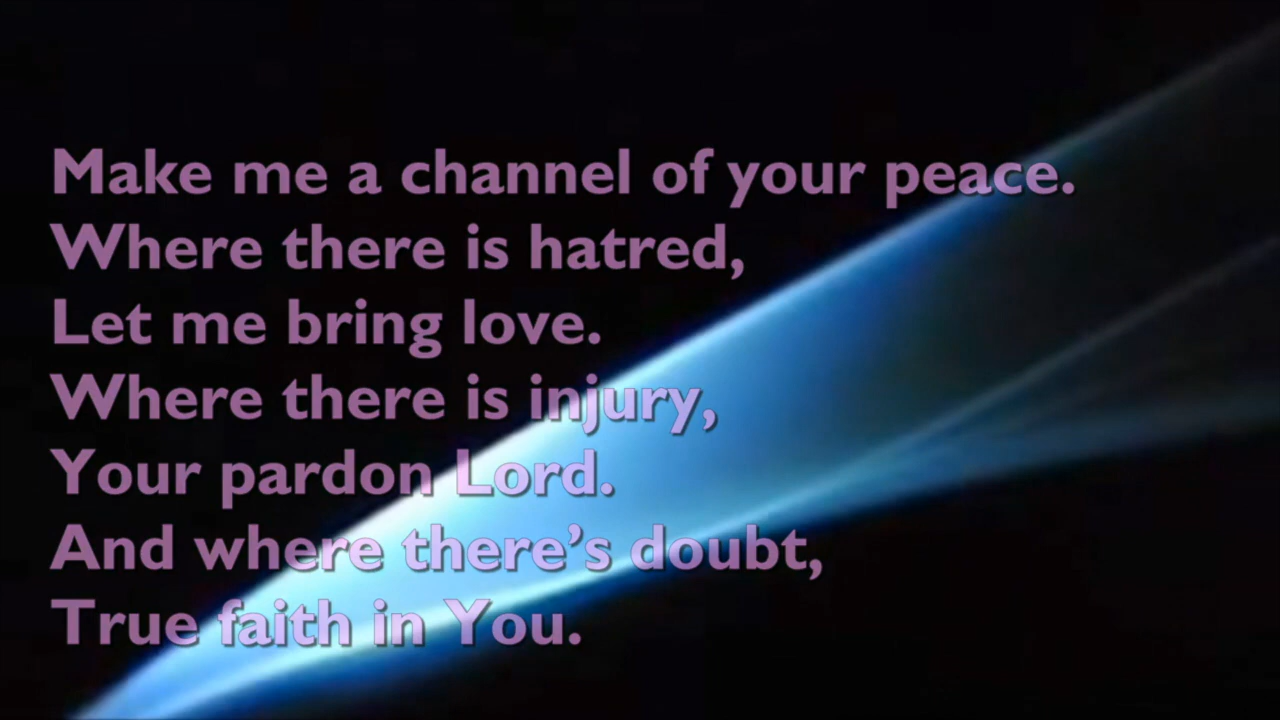 Make me a channel of your peace.
Where there is hatred,
Let me bring love.
Where there is injury,
Your pardon Lord.
And where there’s doubt,
True faith in You.